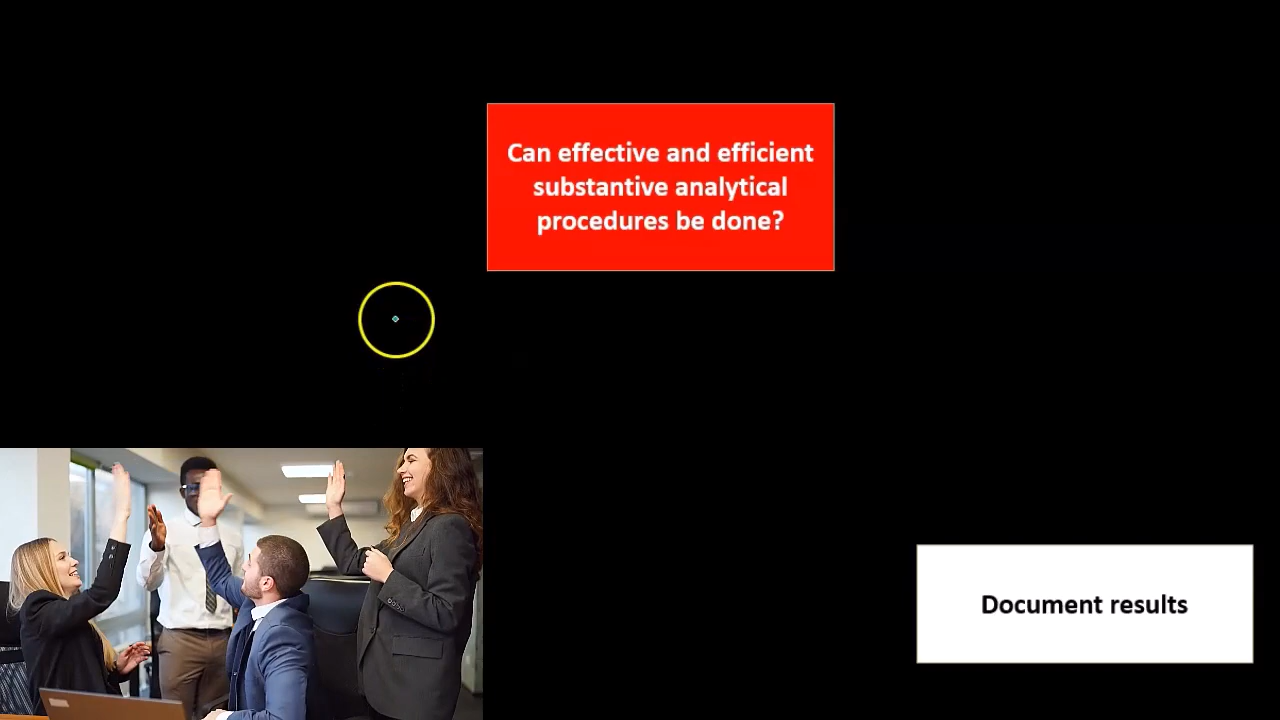 Can effective and efficient
substantive analytical
procedures be done?
Document results